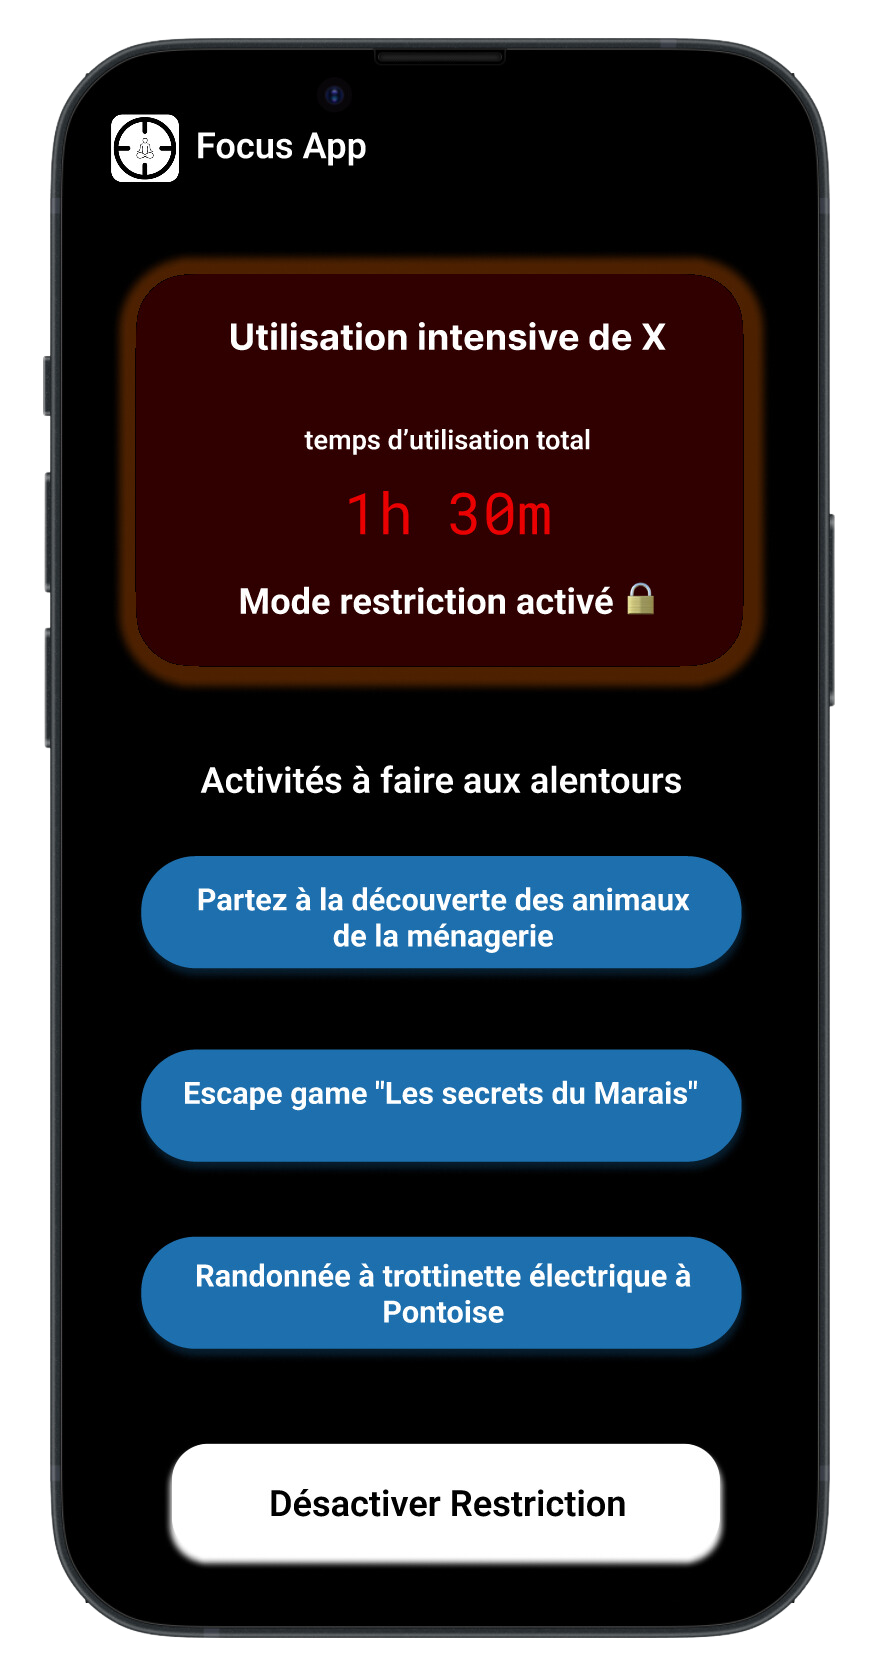 Focus App
Utilisation intensive de X
temps d’utilisation total
1h 30m
Mode restriction activé 🔒
Activités à faire aux alentours
Partez à la découverte des animaux
de la ménagerie
Escape game "Les secrets du Marais"
Randonnée à trottinette électrique à
Pontoise
Désactiver Restriction